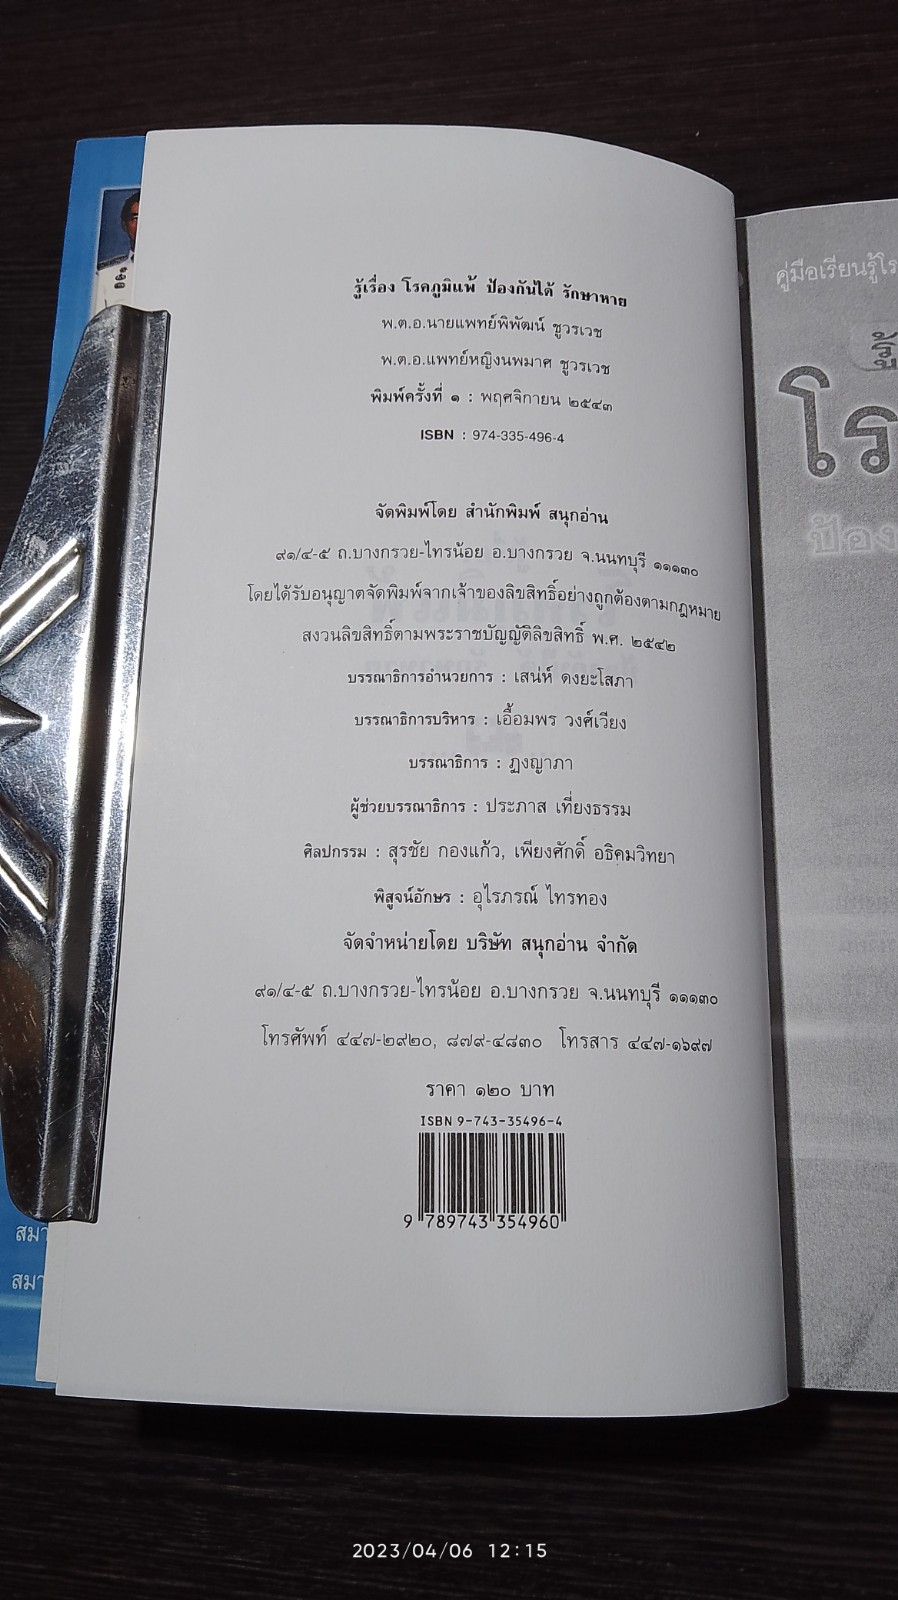 รู้เรื่อง โรคภูมิแพ้ ป้องกันได้ รักษาหาย
พ.ต.อ.นายแพทย์พิพัฒน์ ชูวรเวช
พ.ต.อ.แพทย์หญิงนพมาศ ชูวรเวช
พิมพ์ครั้งที่ ๑ : พฤศจิกายน ๒๕๔๓
ISBN : 974-335-496-4
จัดพิมพ์โดย สำนักพิมพ์ สนุกอ่าน
๙๑/๔-๕ ถ.บางกรวย-ไทรน้อย อ.บางกรวย จ.นนทบุรี ๑๑๑๓๐
โดยได้รับอนุญาตจัดพิมพ์จากเจ้าของลิขสิทธิ์อย่างถูกต้องตามกฎหมาย
สงวนลิขสิทธิ์ตามพระราชบัญญัติลิขสิทธิ์ พ.ศ. ๒๕๔๒
บรรณาธิการอำนวยการ : เสน่ห์ ดงยะโสภา
บรรณาธิการบริหาร : เอื้อมพร วงศ์เวียง
บรรณาธิการ : ฏงญาภา
ผู้ช่วยบรรณาธิการ : ประภาส เที่ยงธรรม
ศิลปกรรม : สุรชัย กองแก้ว, เพียงศักดิ์ อธิคมวิทยา
พิสูจน์อักษร : อุไรภรณ์ ไทรทอง
จัดจำหน่ายโดย บริษัท สนุกอ่าน จำกัด
๙๑/๔-๕ ถ.บางกรวย-ไทรน้อย อ.บางกรวย จ.นนทบุรี ๑๑๑๓๐
โทรศัพท์ ๔๔๗-๒๙๒๐, ๘๗๙-๔๘๓๐ โทรสาร ๔๔๗-๑๖๙๗
ราคา ๑๒๐ บาท
ISBN 9-743-35496-4
9 789743 354960
คู่มือเรียนรู้โร
รู้
โร
ป้อง
สมา
สมา
2023/04/06 12:15